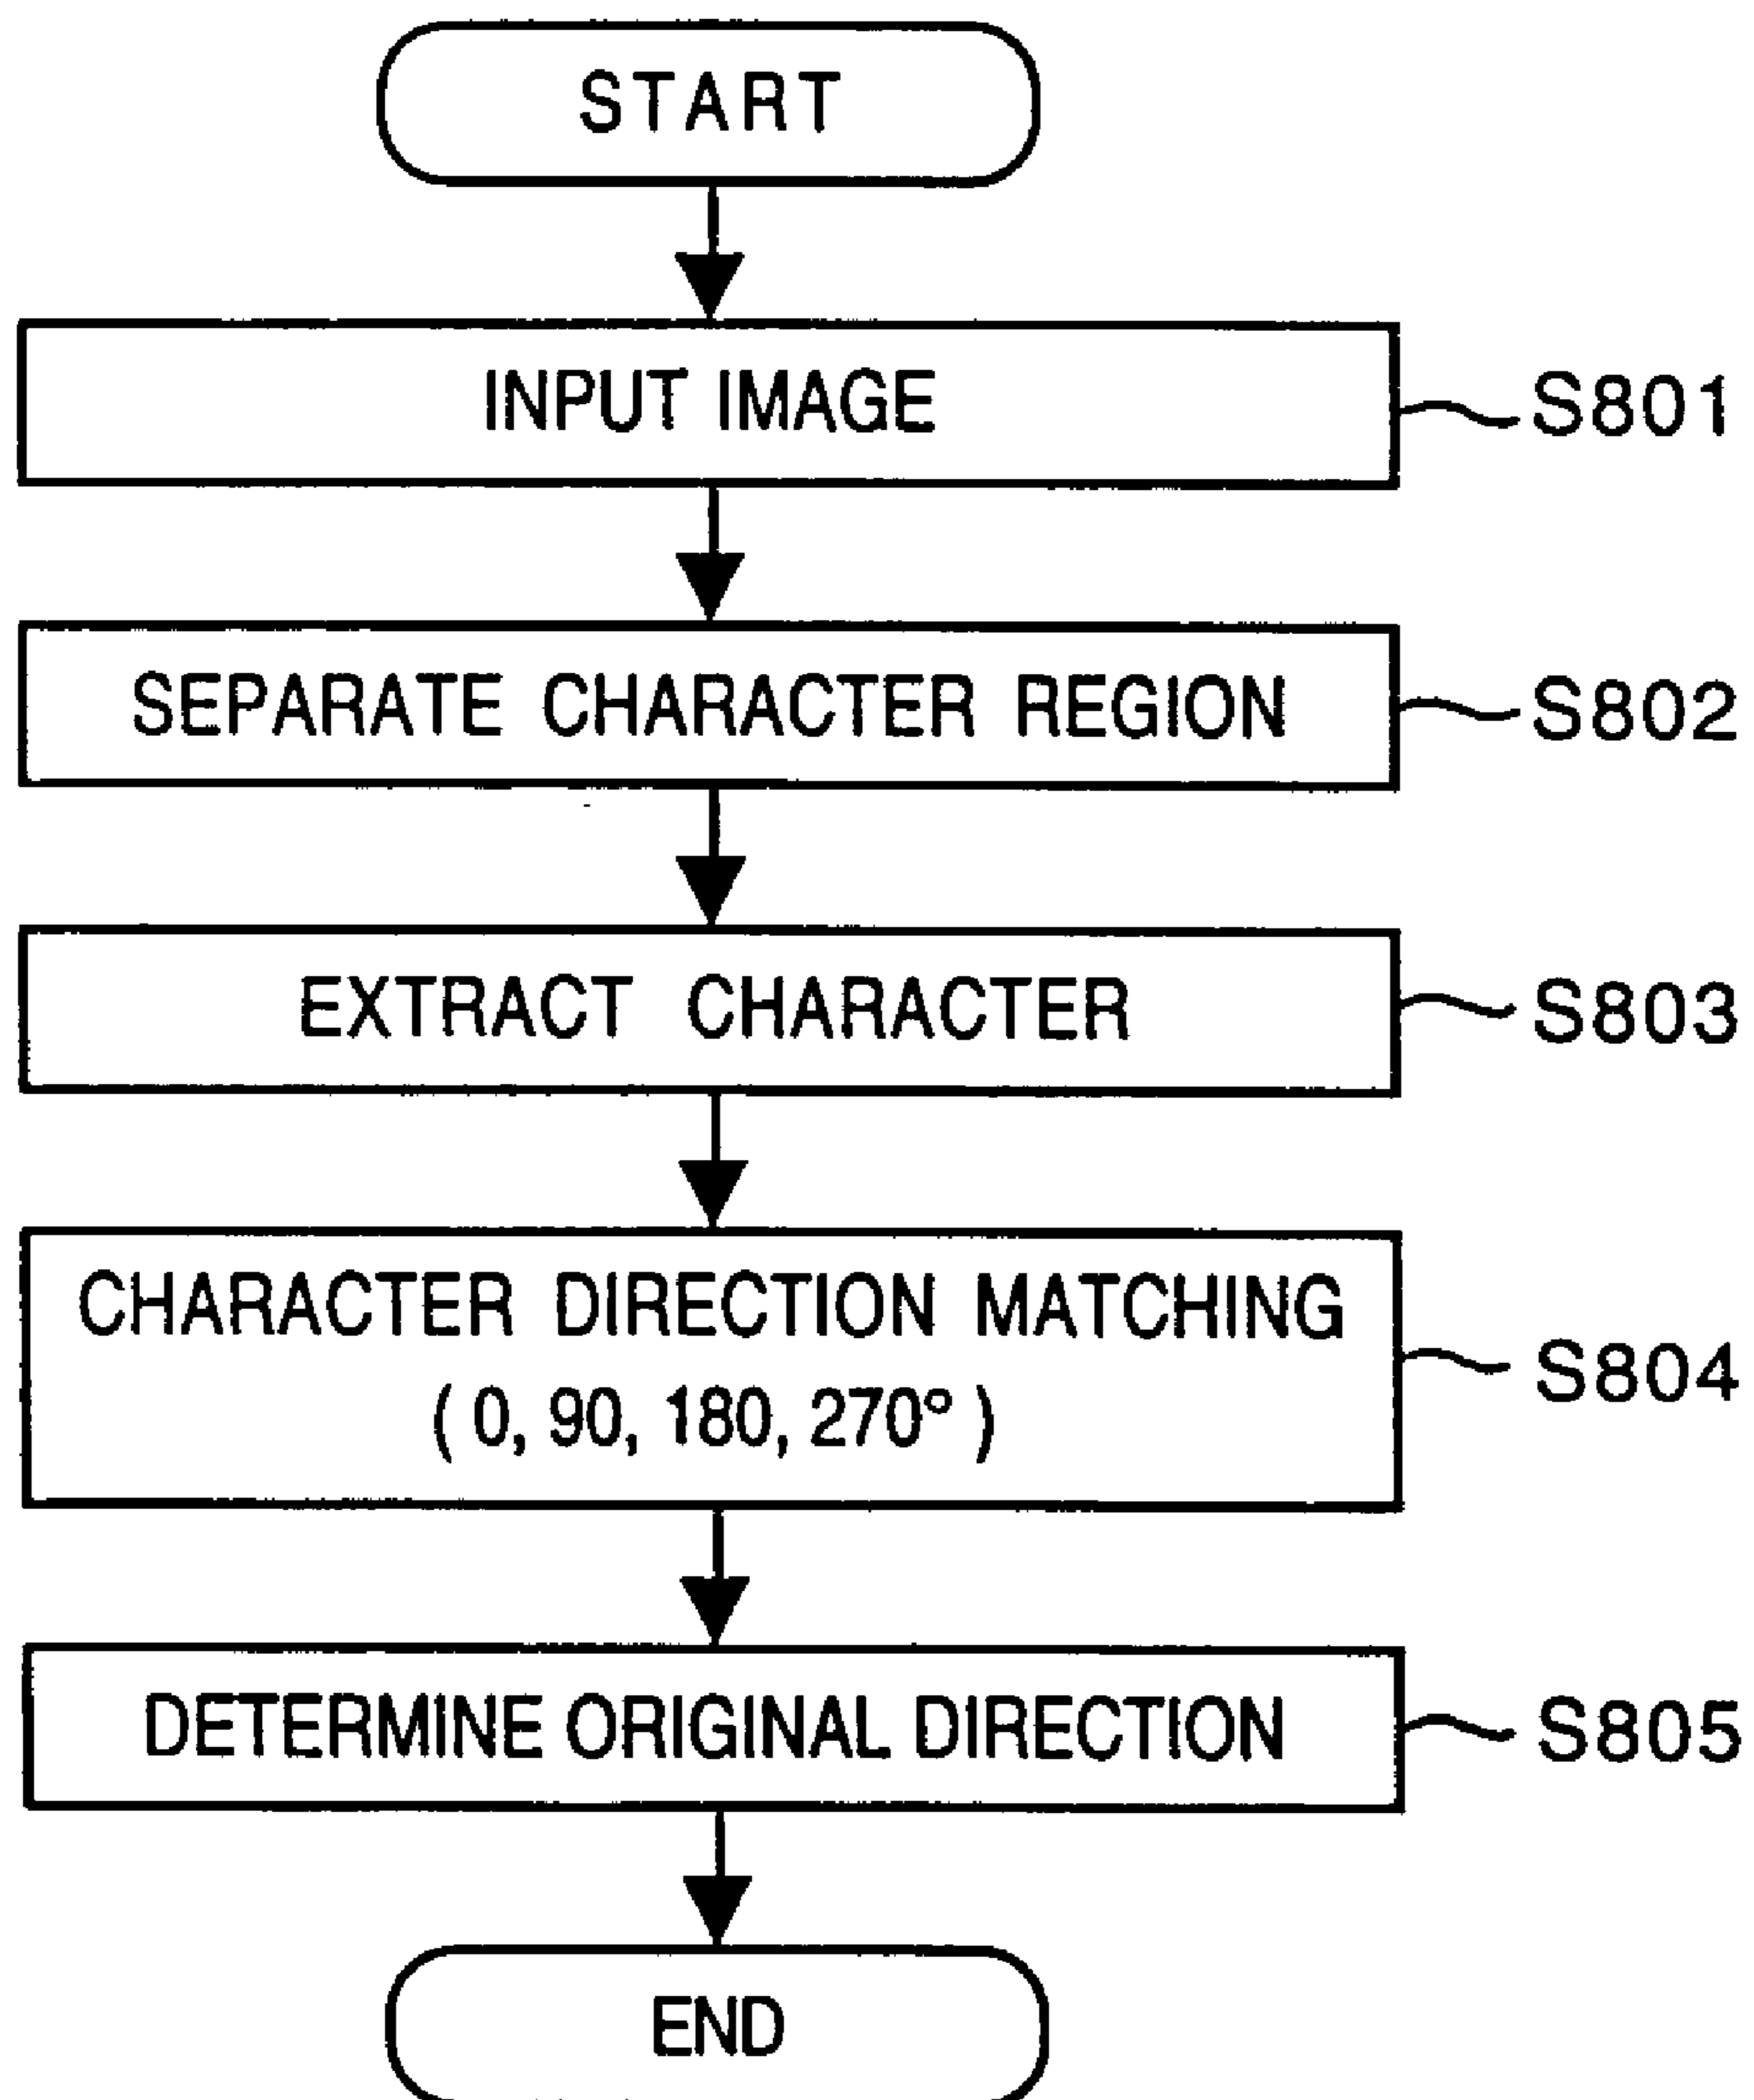 START
INPUT IMAGE
S801
SEPARATE CHARACTER REGION
S802
EXTRACT CHARACTER
S803
CHARACTER DIRECTION MATCHING
( 0, 90, 180, 270° )
S804
DETERMINE ORIGINAL DIRECTION
S805
END